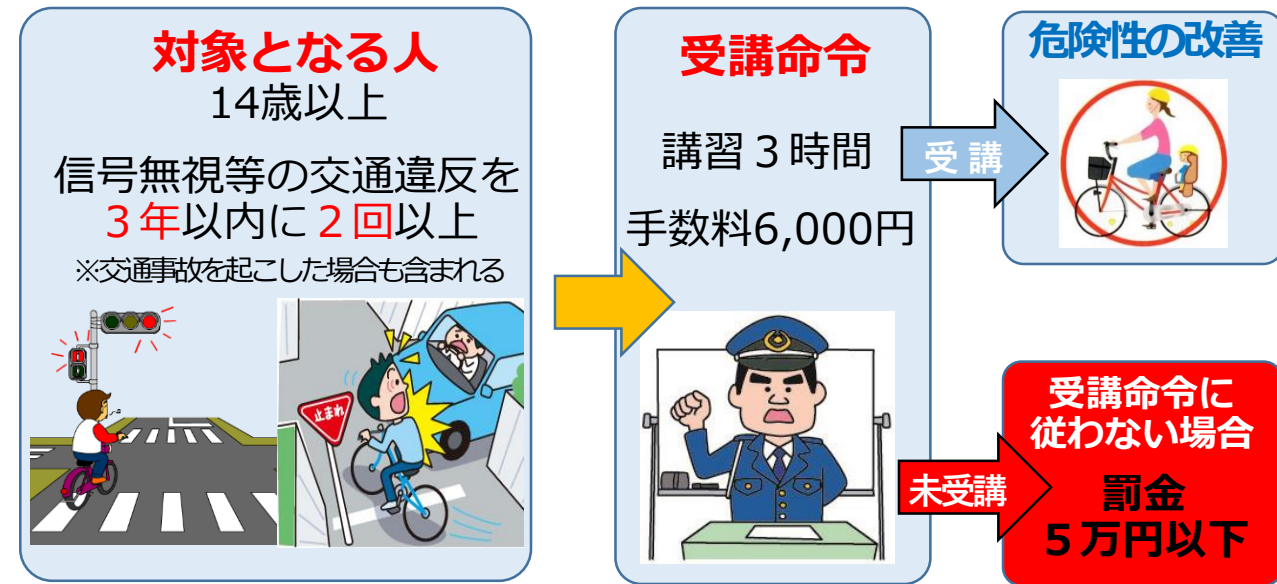 対象となる人
14歳以上
信号無視等の交通違反を
３年以内に２回以上
※交通事故を起こした場合も含まれる
止まれ
受講命令
講習３時間
手数料6,000円
受 講
危険性の改善
未受講
受講命令に
従わない場合
罰金
５万円以下